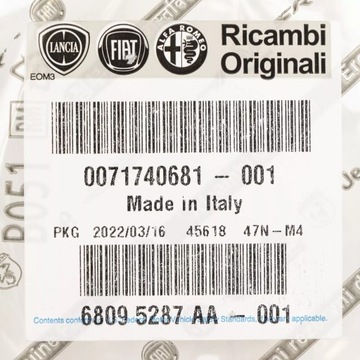 LANCIA FIAT ALFA ROMEO Ricambi
EOM3 Originali
0071740681 - 001
Made in Italy
PKG 2022/03/16 45618 47N-M4
6809 5287 AA - 001
B051